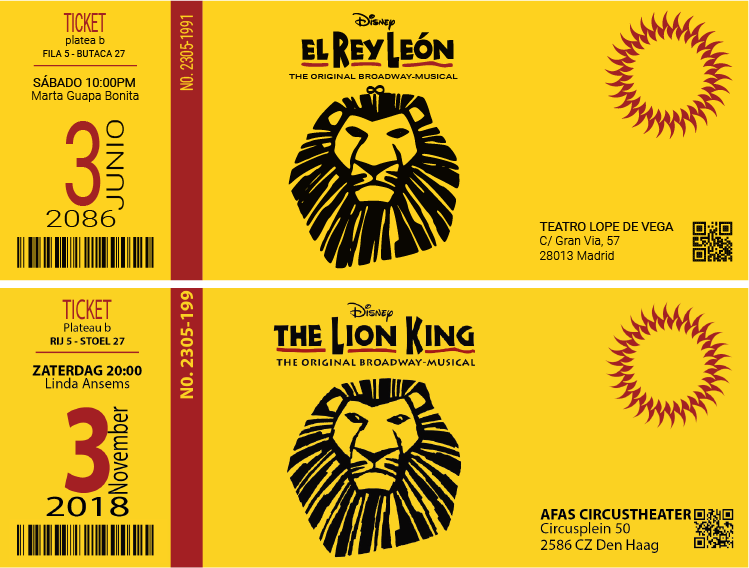 TICKET
platea b
FILA 5 - BUTACA 27
SÁBADO 10:00PM
Marta Guapa Bonita
3
JUNIO
2086
NO. 2305-1991
Disney
EL REY LEÓN
THE ORIGINAL BROADWAY-MUSICAL
TEATRO LOPE DE VEGA
C/ Gran Via, 57
28013 Madrid
TICKET
Plateau b
RIJ 5 - STOEL 27
ZATERDAG 20:00
Linda Ansems
3
November
2018
NO. 2305-199
Disney
THE LION KING
THE ORIGINAL BROADWAY-MUSICAL
AFAS CIRCUSTHEATER
Circusplein 50
2586 CZ Den Haag